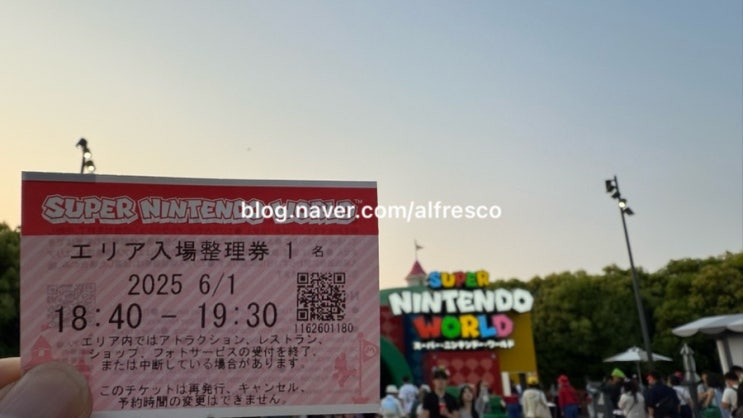 SUPER NINTENDO WORLD™
blog.naver.com/alfresco
エリア入場整理券 1 名
2025 6/1
18:40 - 19:30
1162601180
エリア内ではアトラクション、レストラン、
ショップ、フォトサービスの受付を終了、
または中断している場合があります。
このチケットは再発行、キャンセル、
予約時間の変更はできません。
SUPER
NINTENDO
WORLD
スーパー・ニンテンドー・ワールド